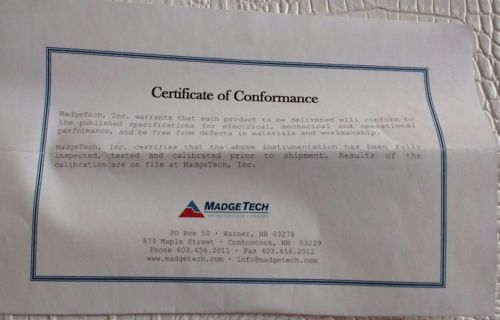 Certificate of Conformance
MadgeTech, Inc. warrants that each product to be delivered will conform to
the published specifications for electrical, mechanical and operational
performance, and be free from defects in materials and workmanship.
MadgeTech, Inc. certifies that the above instrumentation has been fully
inspected, tested and calibrated prior to shipment. Results of the
calibration are on file at MadgeTech, Inc.
MADGETECH
PO Box 50 · Warner, NH 03278
879 Maple Street · Contoocook, NH 03229
Phone 603.456.2011 · Fax 603.456.2012
www.madgetech.com · info@madgetech.com